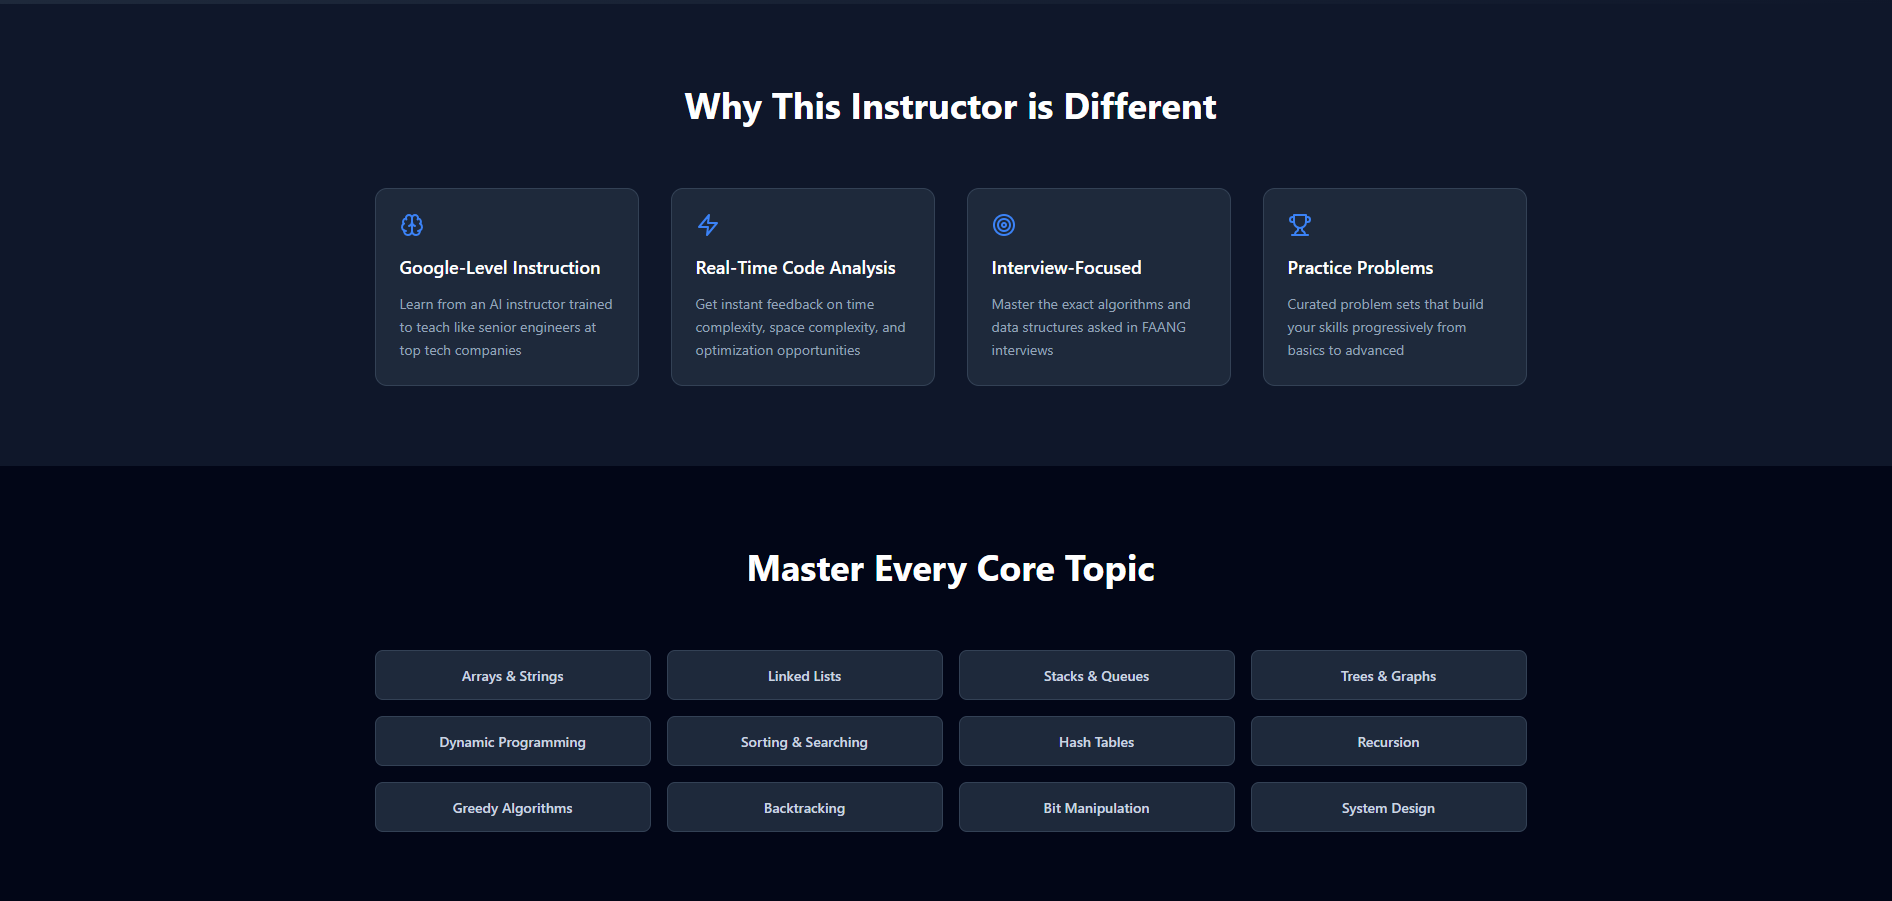 Why This Instructor is Different
Google-Level Instruction
Learn from an AI instructor trained
to teach like senior engineers at
top tech companies
Real-Time Code Analysis
Get instant feedback on time
complexity, space complexity, and
optimization opportunities
Interview-Focused
Master the exact algorithms and
data structures asked in FAANG
interviews
Practice Problems
Curated problem sets that build
your skills progressively from
basics to advanced
Master Every Core Topic
Arrays & Strings
Linked Lists
Stacks & Queues
Trees & Graphs
Dynamic Programming
Sorting & Searching
Hash Tables
Recursion
Greedy Algorithms
Backtracking
Bit Manipulation
System Design